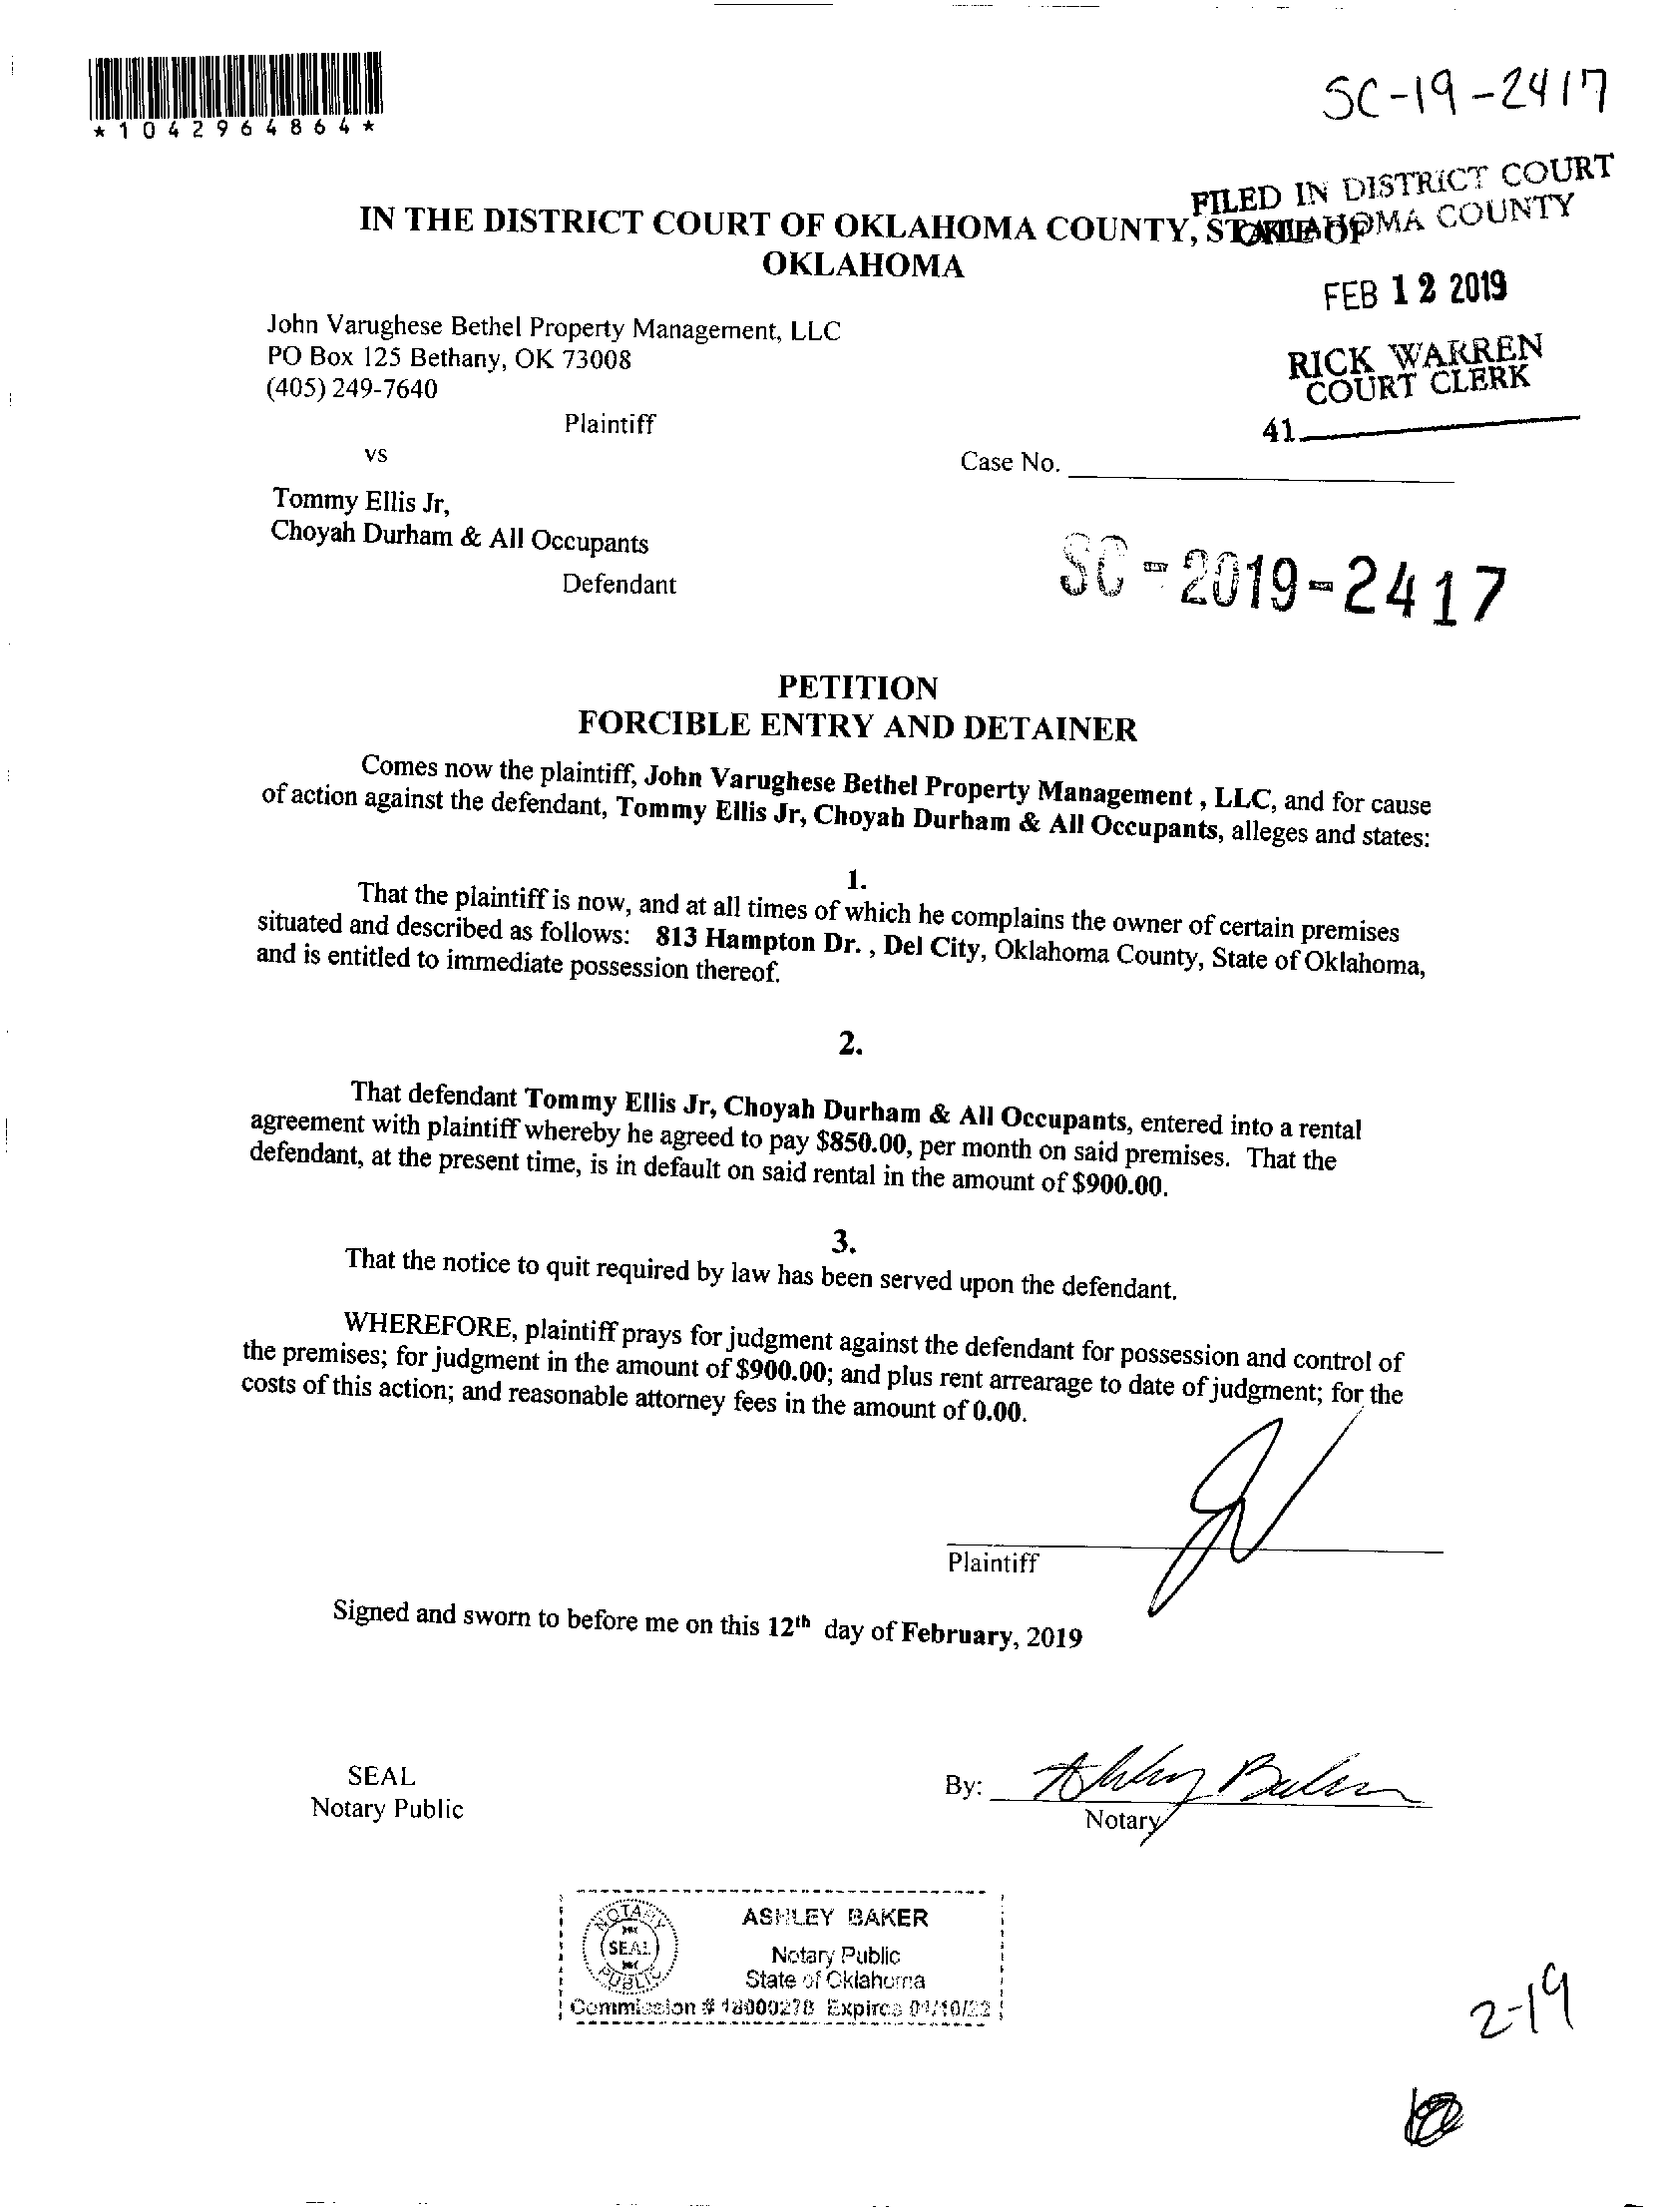 *1042964864*
SC-19-2417
FILED IN DISTRICT COURT
OKLAHOMA COUNTY
IN THE DISTRICT COURT OF OKLAHOMA COUNTY, STATE OF
OKLAHOMA
FEB 12 2019
RICK WARREN
COURT CLERK
41
John Varughese Bethel Property Management, LLC
PO Box 125 Bethany, OK 73008
(405) 249-7640
Plaintiff
vs
Case No.
Tommy Ellis Jr,
Choyah Durham & All Occupants
Defendant
SC-2019-2417
PETITION
FORCIBLE ENTRY AND DETAINER
Comes now the plaintiff, John Varughese Bethel Property Management , LLC, and for cause
of action against the defendant, Tommy Ellis Jr, Choyah Durham & All Occupants, alleges and states:
1.
That the plaintiff is now, and at all times of which he complains the owner of certain premises
situated and described as follows: 813 Hampton Dr. , Del City, Oklahoma County, State of Oklahoma,
and is entitled to immediate possession thereof.
2.
That defendant Tommy Ellis Jr, Choyah Durham & All Occupants, entered into a rental
agreement with plaintiff whereby he agreed to pay $850.00, per month on said premises. That the
defendant, at the present time, is in default on said rental in the amount of $900.00.
3.
That the notice to quit required by law has been served upon the defendant.
WHEREFORE, plaintiff prays for judgment against the defendant for possession and control of
the premises; for judgment in the amount of $900.00; and plus rent arrearage to date of judgment; for the
costs of this action; and reasonable attorney fees in the amount of 0.00.
Plaintiff
Signed and sworn to before me on this 12th day of February, 2019
SEAL
Notary Public
By: Ashley Baker
Notary
NOTARY
SEAL
PUBLIC
ASHLEY BAKER
Notary Public
State of Oklahoma
Commission # 18000278 Expires 01/10/22
2-19